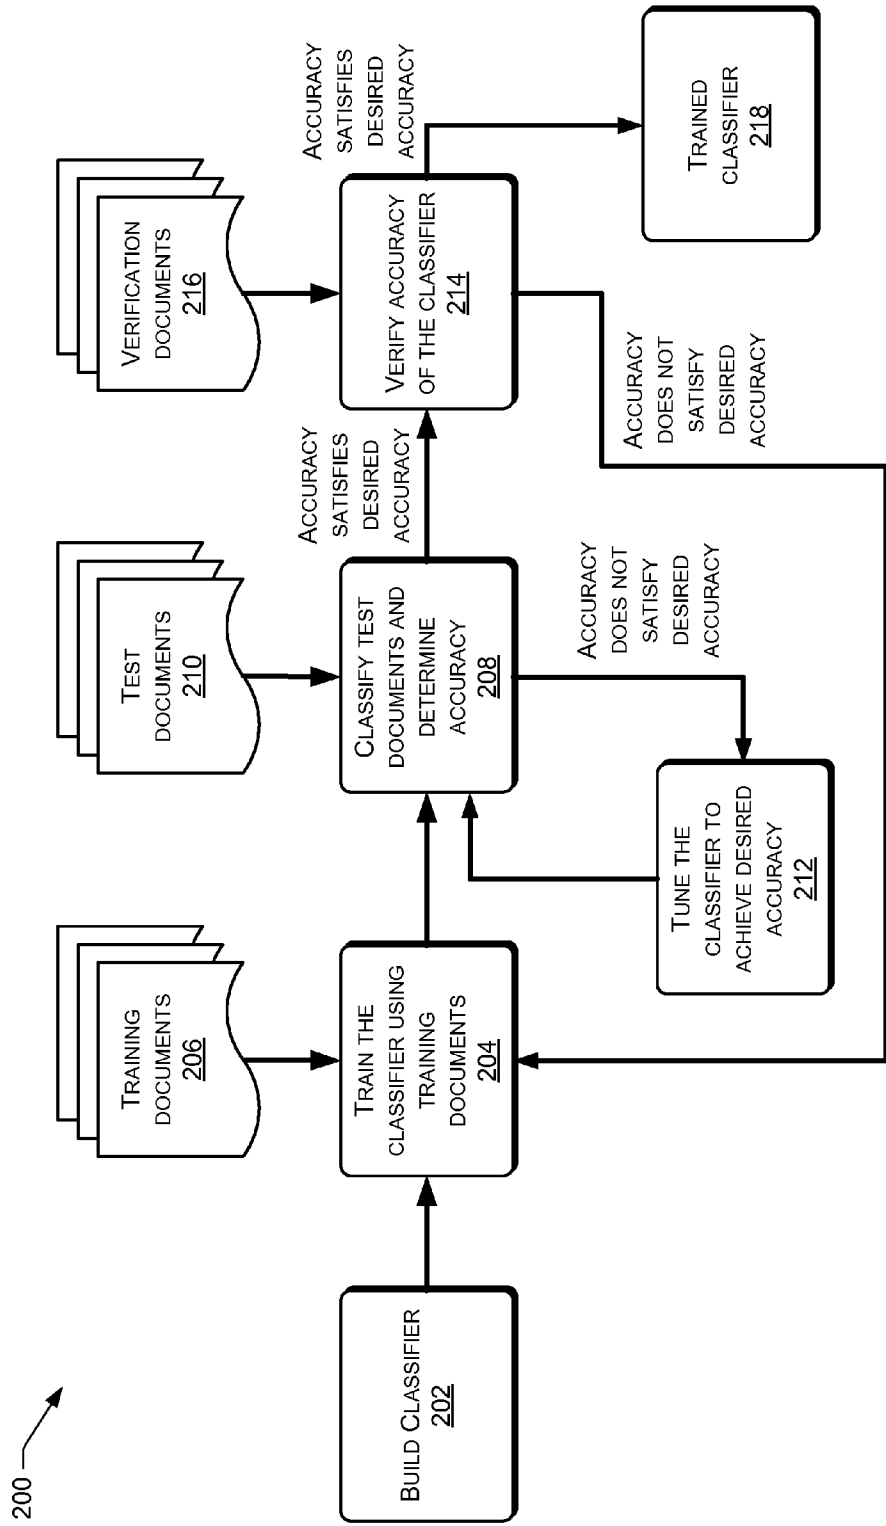 200
BUILD CLASSIFIER
202
TRAINING
DOCUMENTS
206
TRAIN THE
CLASSIFIER USING
TRAINING
DOCUMENTS
204
TEST
DOCUMENTS
210
CLASSIFY TEST
DOCUMENTS AND
DETERMINE
ACCURACY
208
ACCURACY
DOES NOT
SATISFY
DESIRED
ACCURACY
TUNE THE
CLASSIFIER TO
ACHIEVE DESIRED
ACCURACY
212
ACCURACY
SATISFIES
DESIRED
ACCURACY
VERIFICATION
DOCUMENTS
216
VERIFY ACCURACY
OF THE CLASSIFIER
214
ACCURACY
DOES NOT
SATISFY
DESIRED
ACCURACY
ACCURACY
SATISFIES
DESIRED
ACCURACY
TRAINED
CLASSIFIER
218